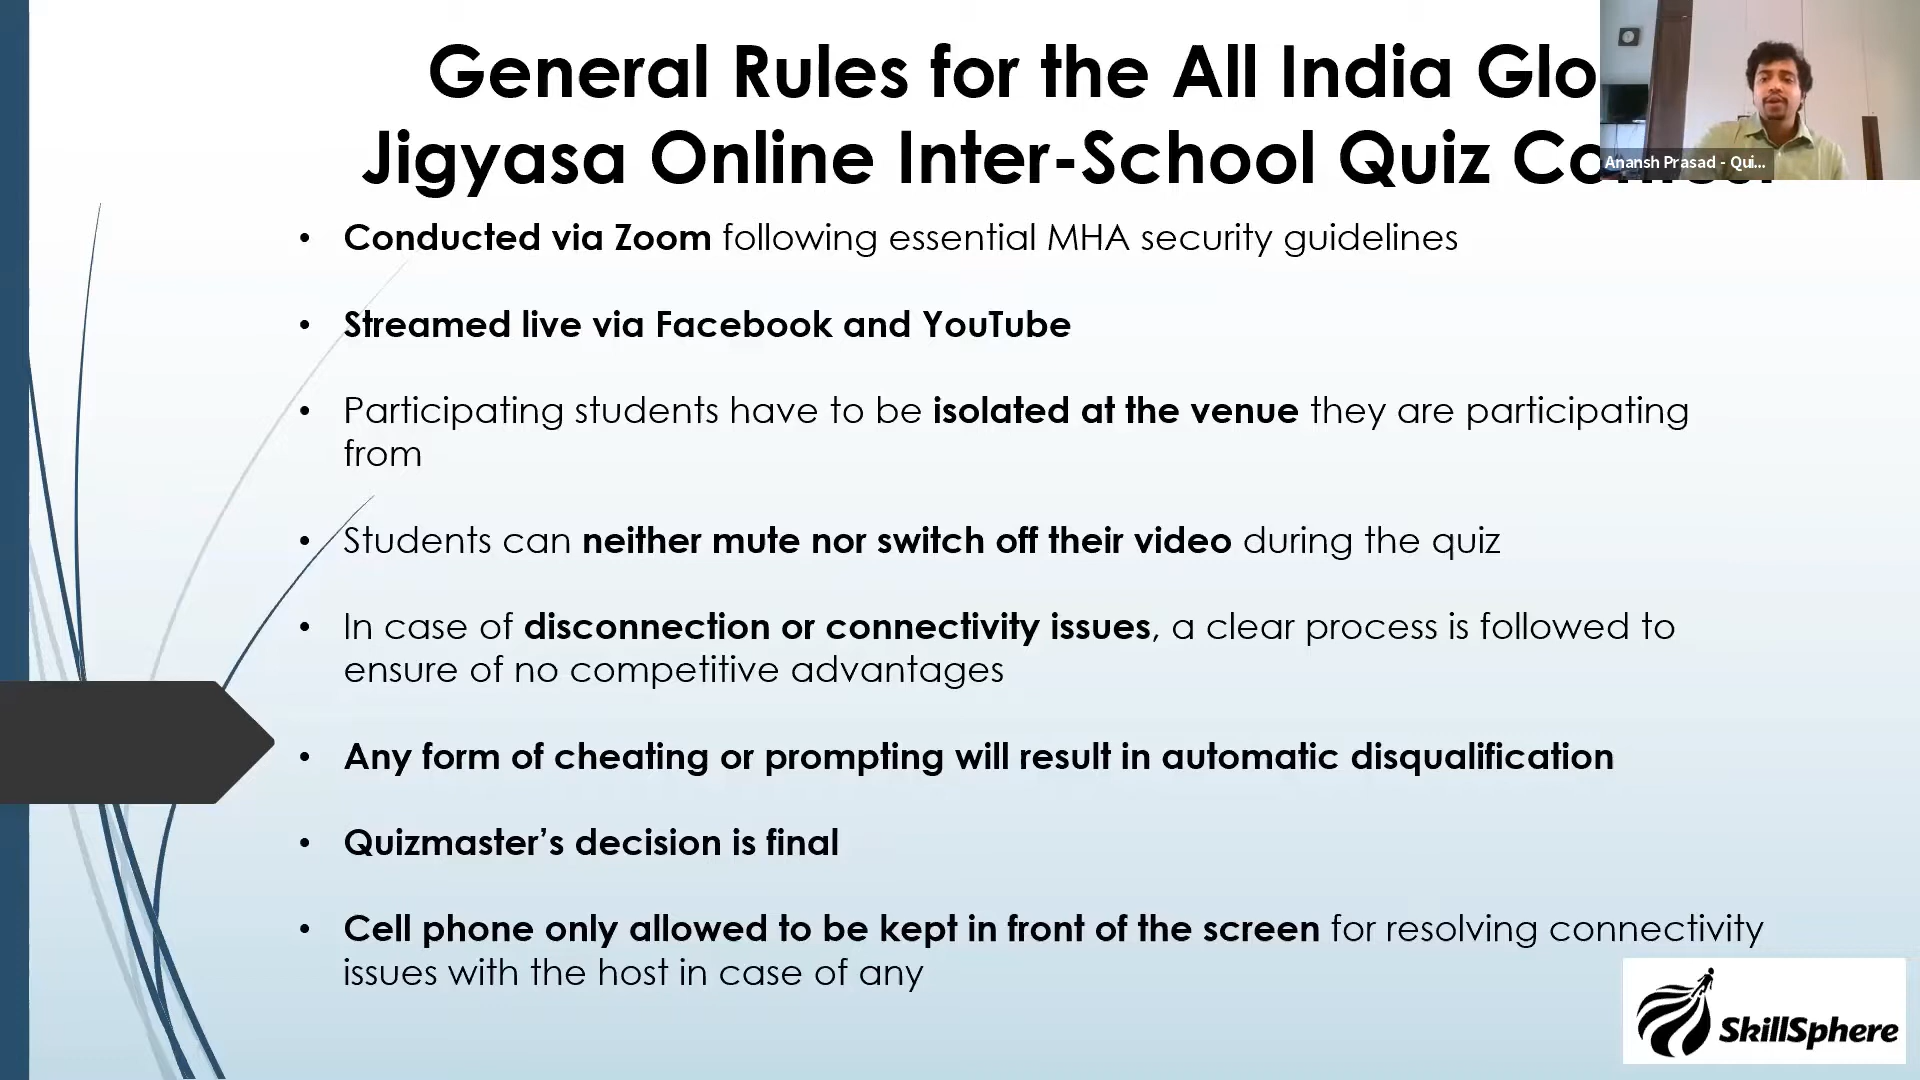 General Rules for the All India Glo
Jigyasa Online Inter-School Quiz
Anansh Prasad - Qui...
• Conducted via Zoom following essential MHA security guidelines
• Streamed live via Facebook and YouTube
• Participating students have to be isolated at the venue they are participating
from
• Students can neither mute nor switch off their video during the quiz
• In case of disconnection or connectivity issues, a clear process is followed to
ensure of no competitive advantages
• Any form of cheating or prompting will result in automatic disqualification
• Quizmaster’s decision is final
• Cell phone only allowed to be kept in front of the screen for resolving connectivity
issues with the host in case of any
SkillSphere